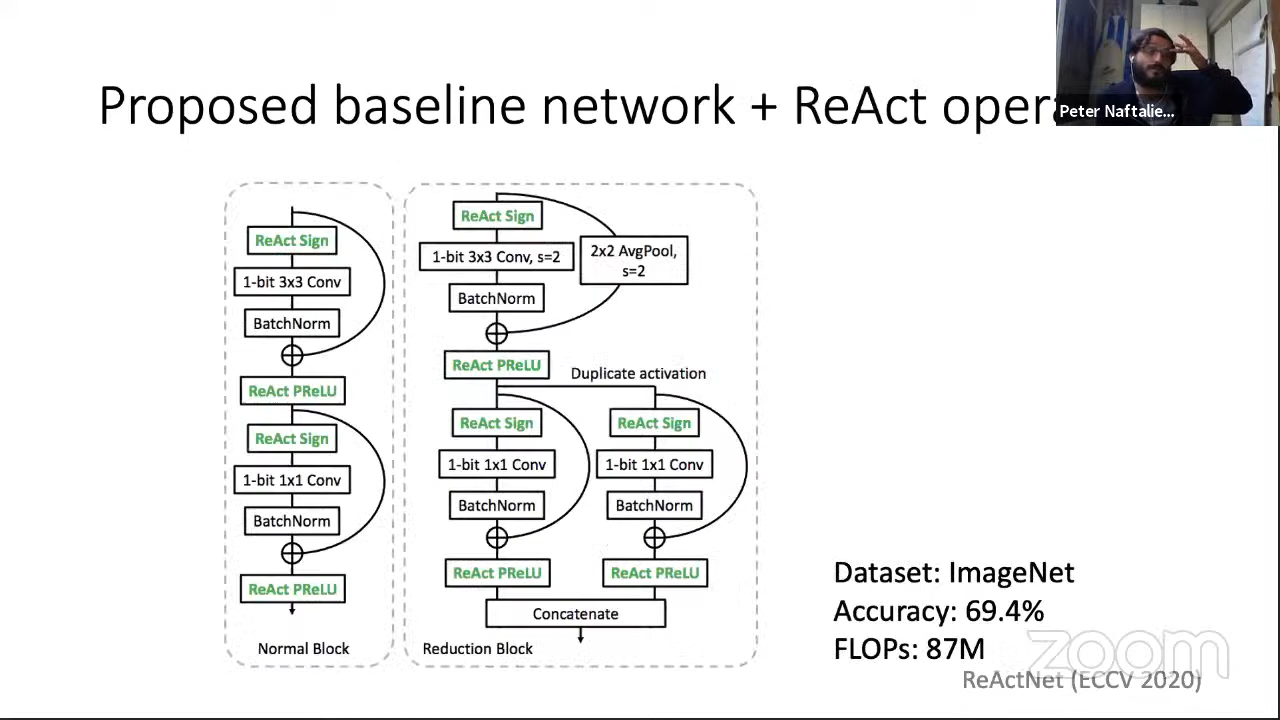 Proposed baseline network + ReAct opera
Peter Naftalie...
ReAct Sign
1-bit 3x3 Conv
BatchNorm
ReAct PReLU
ReAct Sign
1-bit 1x1 Conv
BatchNorm
ReAct PReLU
Normal Block
ReAct Sign
1-bit 3x3 Conv, s=2
2x2 AvgPool,
s=2
BatchNorm
ReAct PReLU
Duplicate activation
ReAct Sign
1-bit 1x1 Conv
BatchNorm
ReAct PReLU
ReAct Sign
1-bit 1x1 Conv
BatchNorm
ReAct PReLU
Concatenate
Reduction Block
Dataset: ImageNet
Accuracy: 69.4%
FLOPs: 87M
zoom
ReActNet (ECCV 2020)